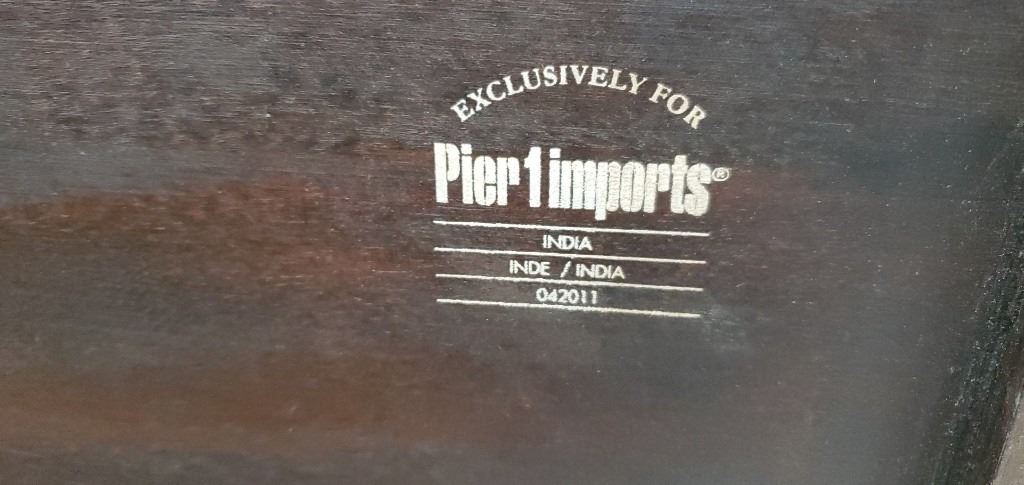 EXCLUSIVELY FOR
Pier 1 imports®
INDIA
INDE / INDIA
042011